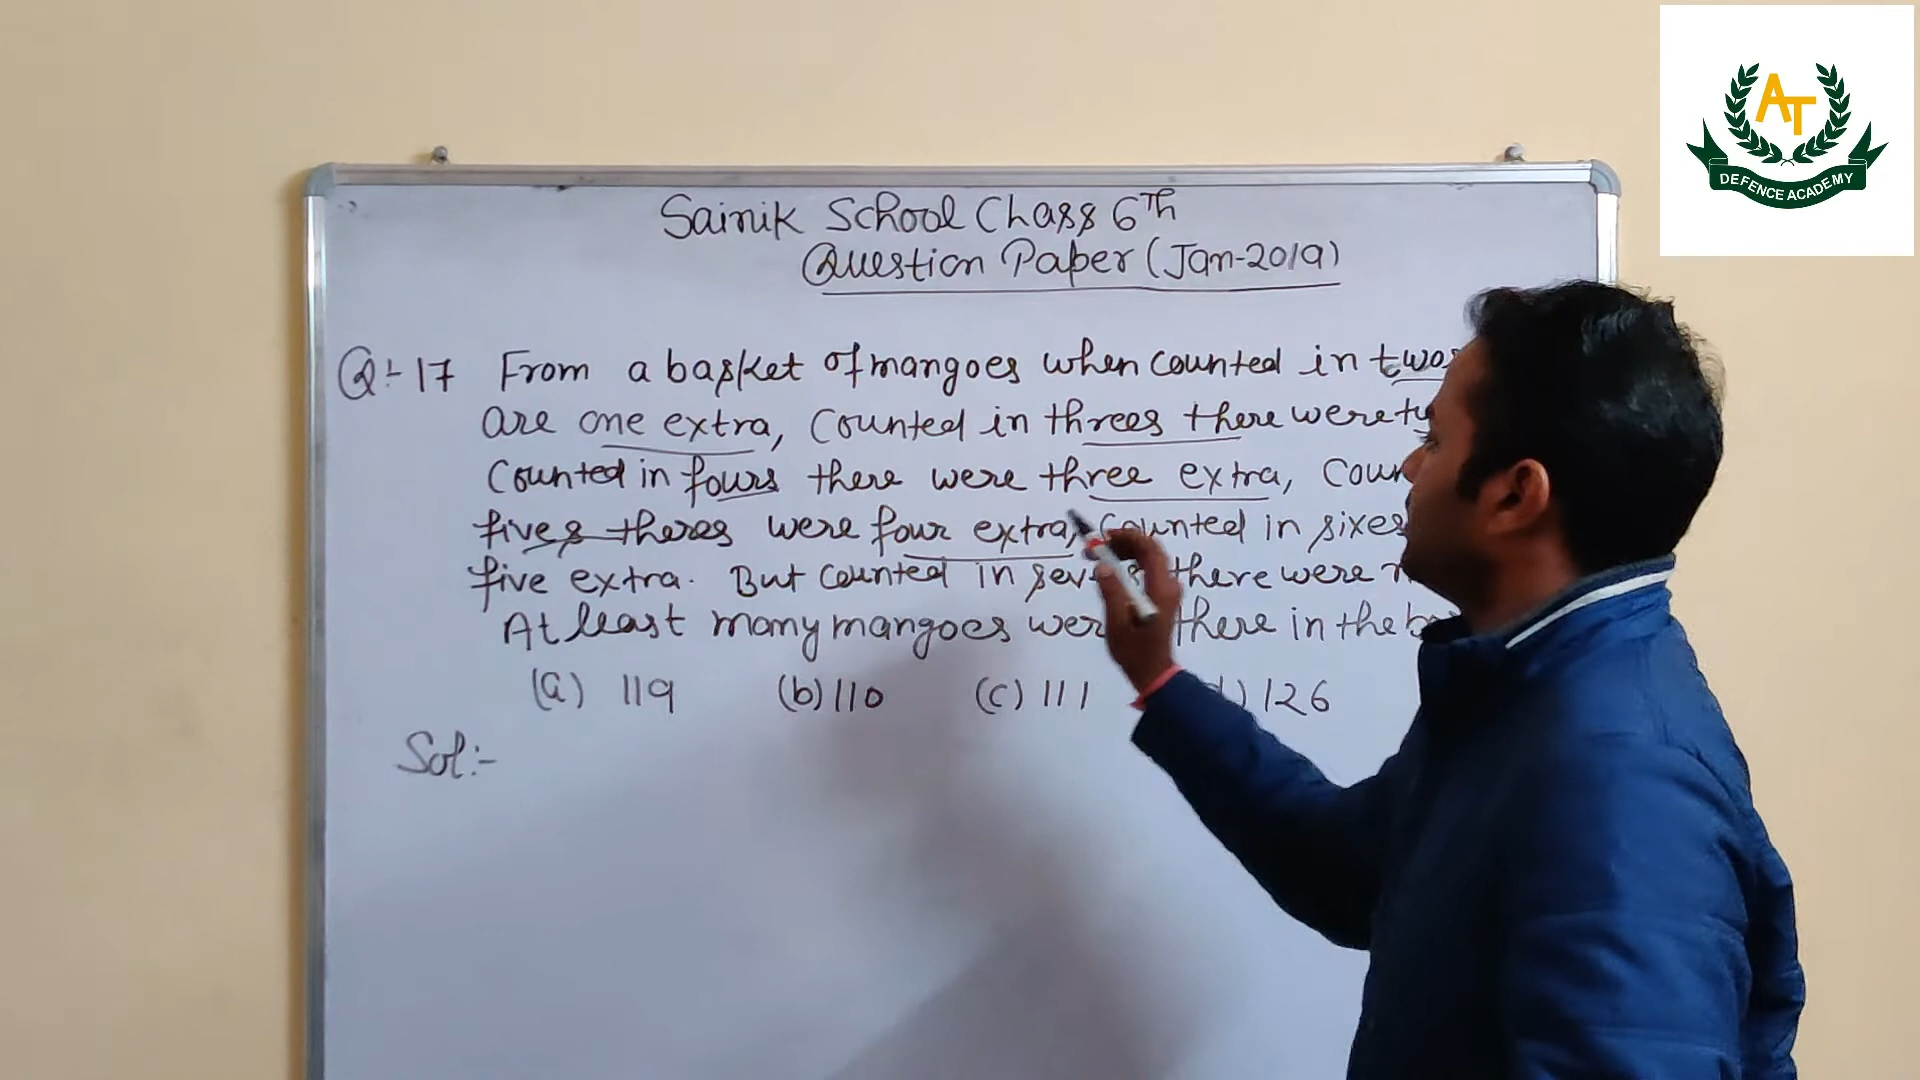 AT
DEFENCE ACADEMY
Sainik School Class 6Th
Question Paper (Jan-2019)
Q:- 17 From a basket of mangoes when counted in twos
are one extra, Counted in threes there were
Counted in fours there were three extra,
fives theres were four extra, Counted in sixes
five extra. But Counted in there were
At least many mangoes were there in the
(a) 119 (b) 110 (c) 111 (d) 126
Sol:-